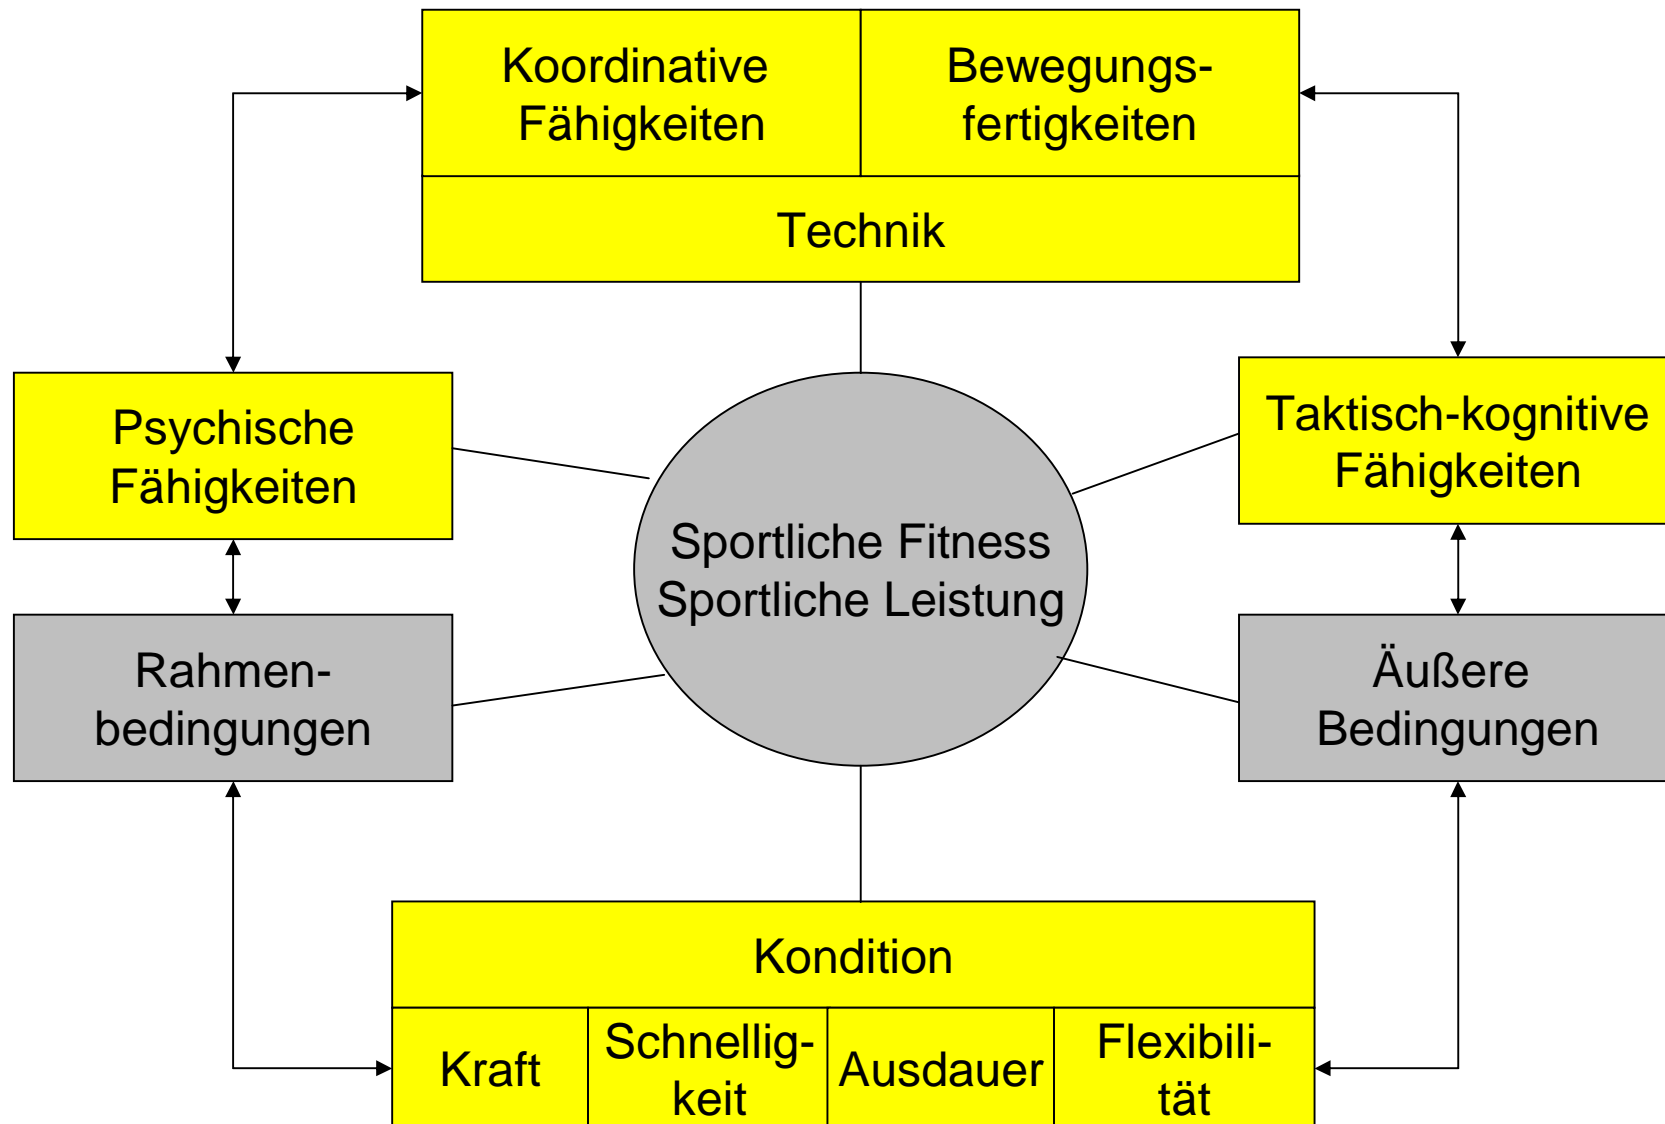 Koordinative
Fähigkeiten
Bewegungs-
fertigkeiten
Technik
Psychische
Fähigkeiten
Taktisch-kognitive
Fähigkeiten
Sportliche Fitness
Sportliche Leistung
Rahmen-
bedingungen
Äußere
Bedingungen
Kondition
Kraft
Schnellig-
keit
Ausdauer
Flexibili-
tät